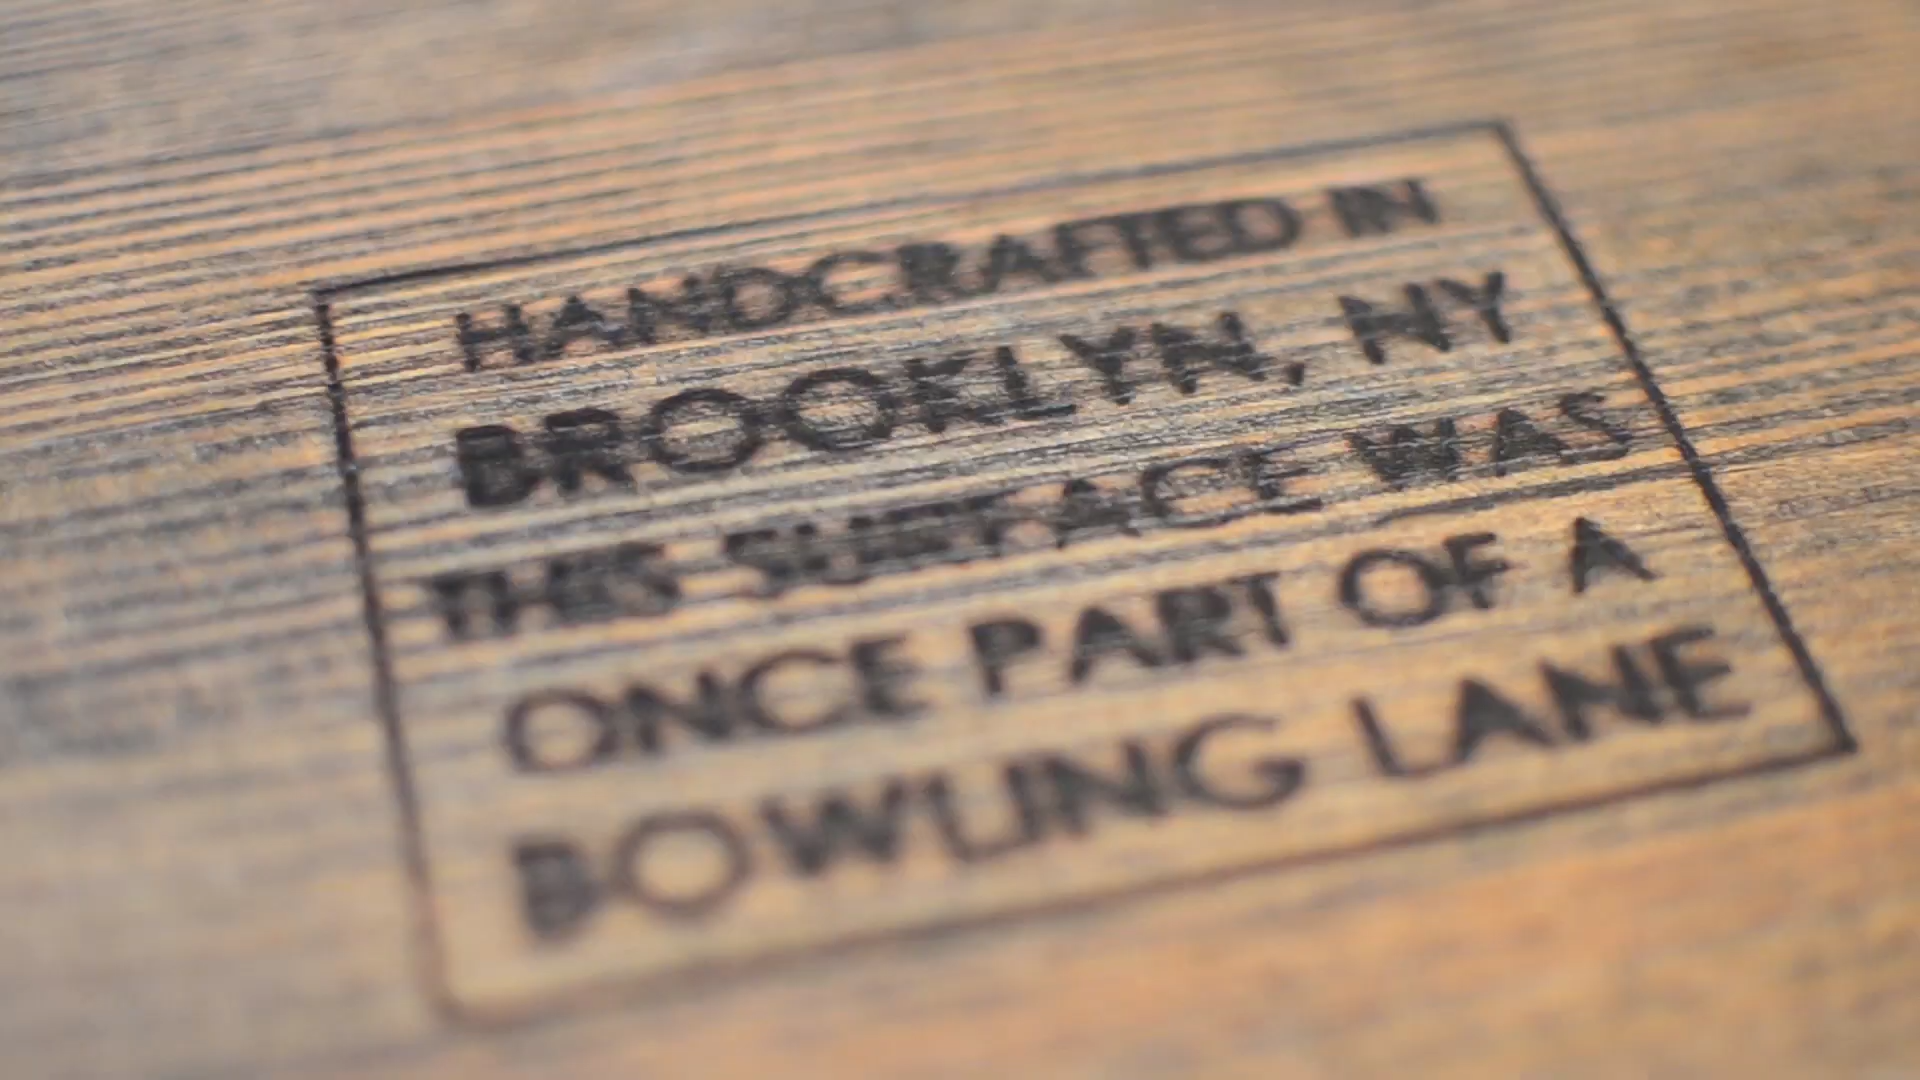 HANDCRAFTED IN
BROOKLYN, NY
THIS SURFACE WAS
ONCE PART OF A
BOWLING LANE